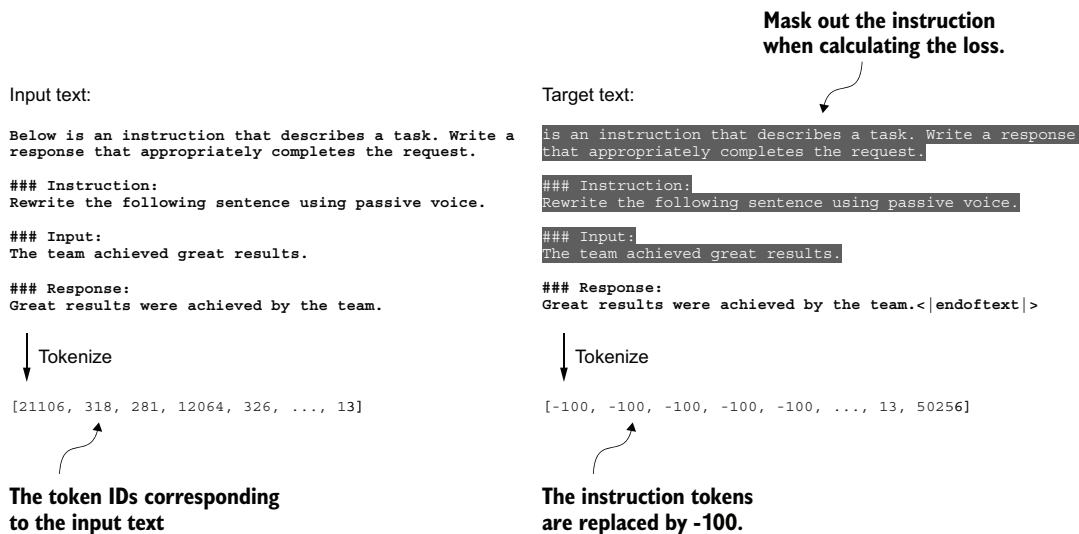 Mask out the instruction
when calculating the loss.
Input text:
Below is an instruction that describes a task. Write a
response that appropriately completes the request.
### Instruction:
Rewrite the following sentence using passive voice.
### Input:
The team achieved great results.
### Response:
Great results were achieved by the team.
Tokenize
[21106, 318, 281, 12064, 326, ..., 13]
The token IDs corresponding
to the input text
Target text:
is an instruction that describes a task. Write a response
that appropriately completes the request.
### Instruction:
Rewrite the following sentence using passive voice.
### Input:
The team achieved great results.
### Response:
Great results were achieved by the team.<|endoftext|>
Tokenize
[-100, -100, -100, -100, -100, ..., 13, 50256]
The instruction tokens
are replaced by -100.